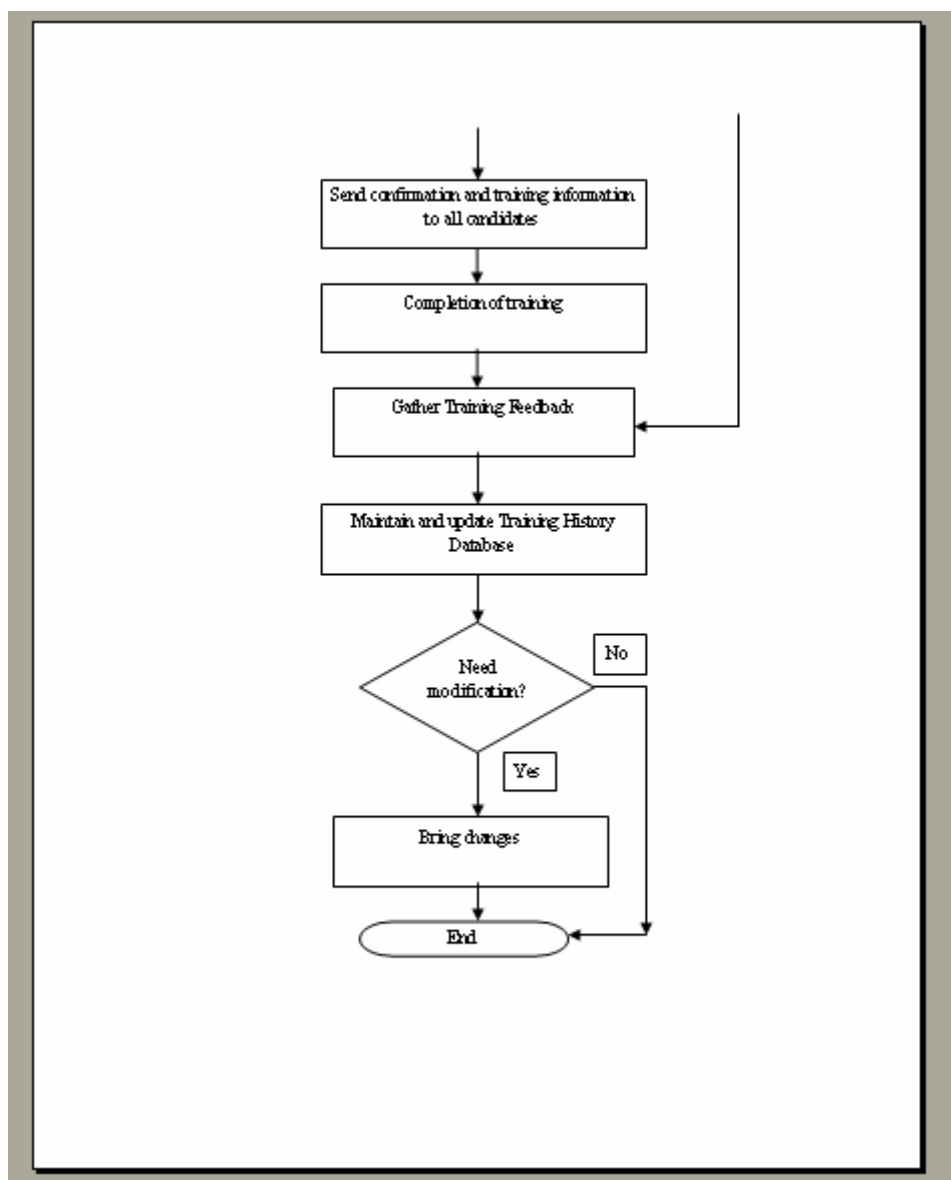 Send confirmation and training information
to all candidates
Completion of training
Gather Training Feedback
Maintain and update Training History
Database
Need
modification?
No
Yes
Bring changes
End